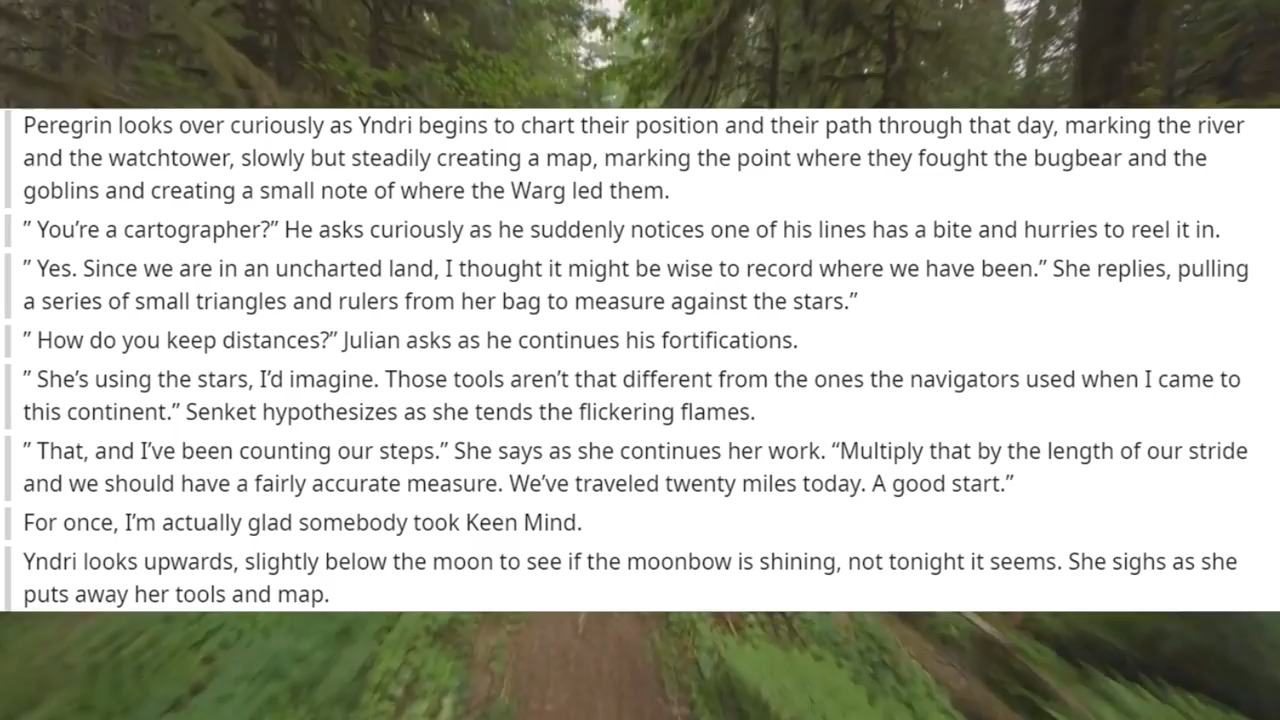 Peregrin looks over curiously as Yndri begins to chart their position and their path through that day, marking the river
and the watchtower, slowly but steadily creating a map, marking the point where they fought the bugbear and the
goblins and creating a small note of where the Warg led them.
” You’re a cartographer?” He asks curiously as he suddenly notices one of his lines has a bite and hurries to reel it in.
” Yes. Since we are in an uncharted land, I thought it might be wise to record where we have been.” She replies, pulling
a series of small triangles and rulers from her bag to measure against the stars.”
” How do you keep distances?” Julian asks as he continues his fortifications.
” She’s using the stars, I’d imagine. Those tools aren’t that different from the ones the navigators used when I came to
this continent.” Senket hypothesizes as she tends the flickering flames.
” That, and I’ve been counting our steps.” She says as she continues her work. “Multiply that by the length of our stride
and we should have a fairly accurate measure. We’ve traveled twenty miles today. A good start.”
For once, I’m actually glad somebody took Keen Mind.
Yndri looks upwards, slightly below the moon to see if the moonbow is shining, not tonight it seems. She sighs as she
puts away her tools and map.